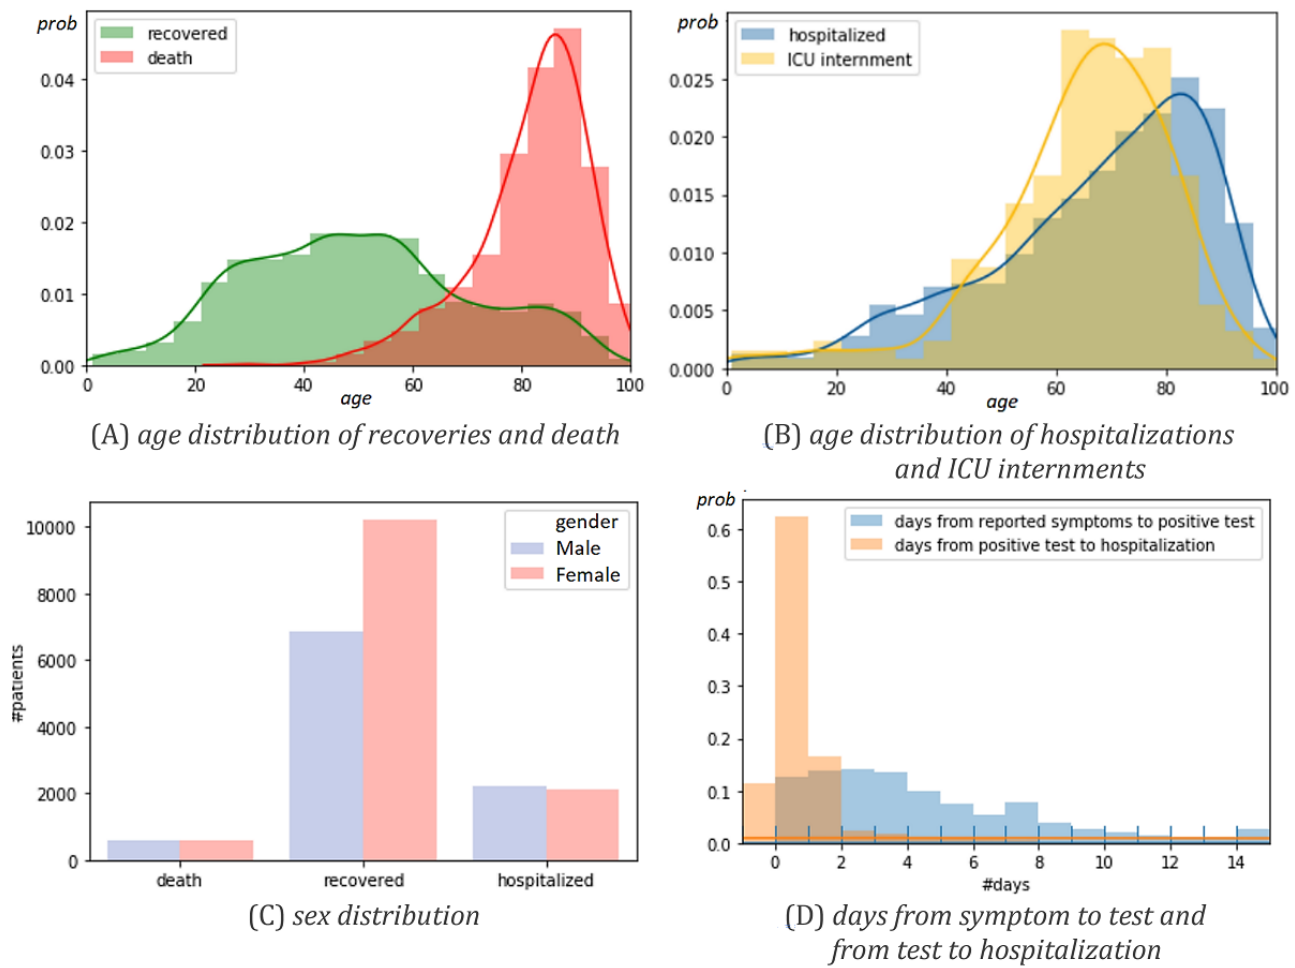 prob
recovered
death
0.04
0.03
0.02
0.01
0.00
0 20 40 60 80 100
age
(A) age distribution of recoveries and death
prob
hospitalized
ICU internment
0.025
0.020
0.015
0.010
0.005
0.000
0 20 40 60 80 100
age
(B) age distribution of hospitalizations
and ICU internments
10000
8000
6000
4000
2000
0
#patients
gender
Male
Female
death recovered hospitalized
(C) sex distribution
prob
0.6
0.5
0.4
0.3
0.2
0.1
0.0
days from reported symptoms to positive test
days from positive test to hospitalization
0 2 4 6 8 10 12 14
#days
(D) days from symptom to test and
from test to hospitalization